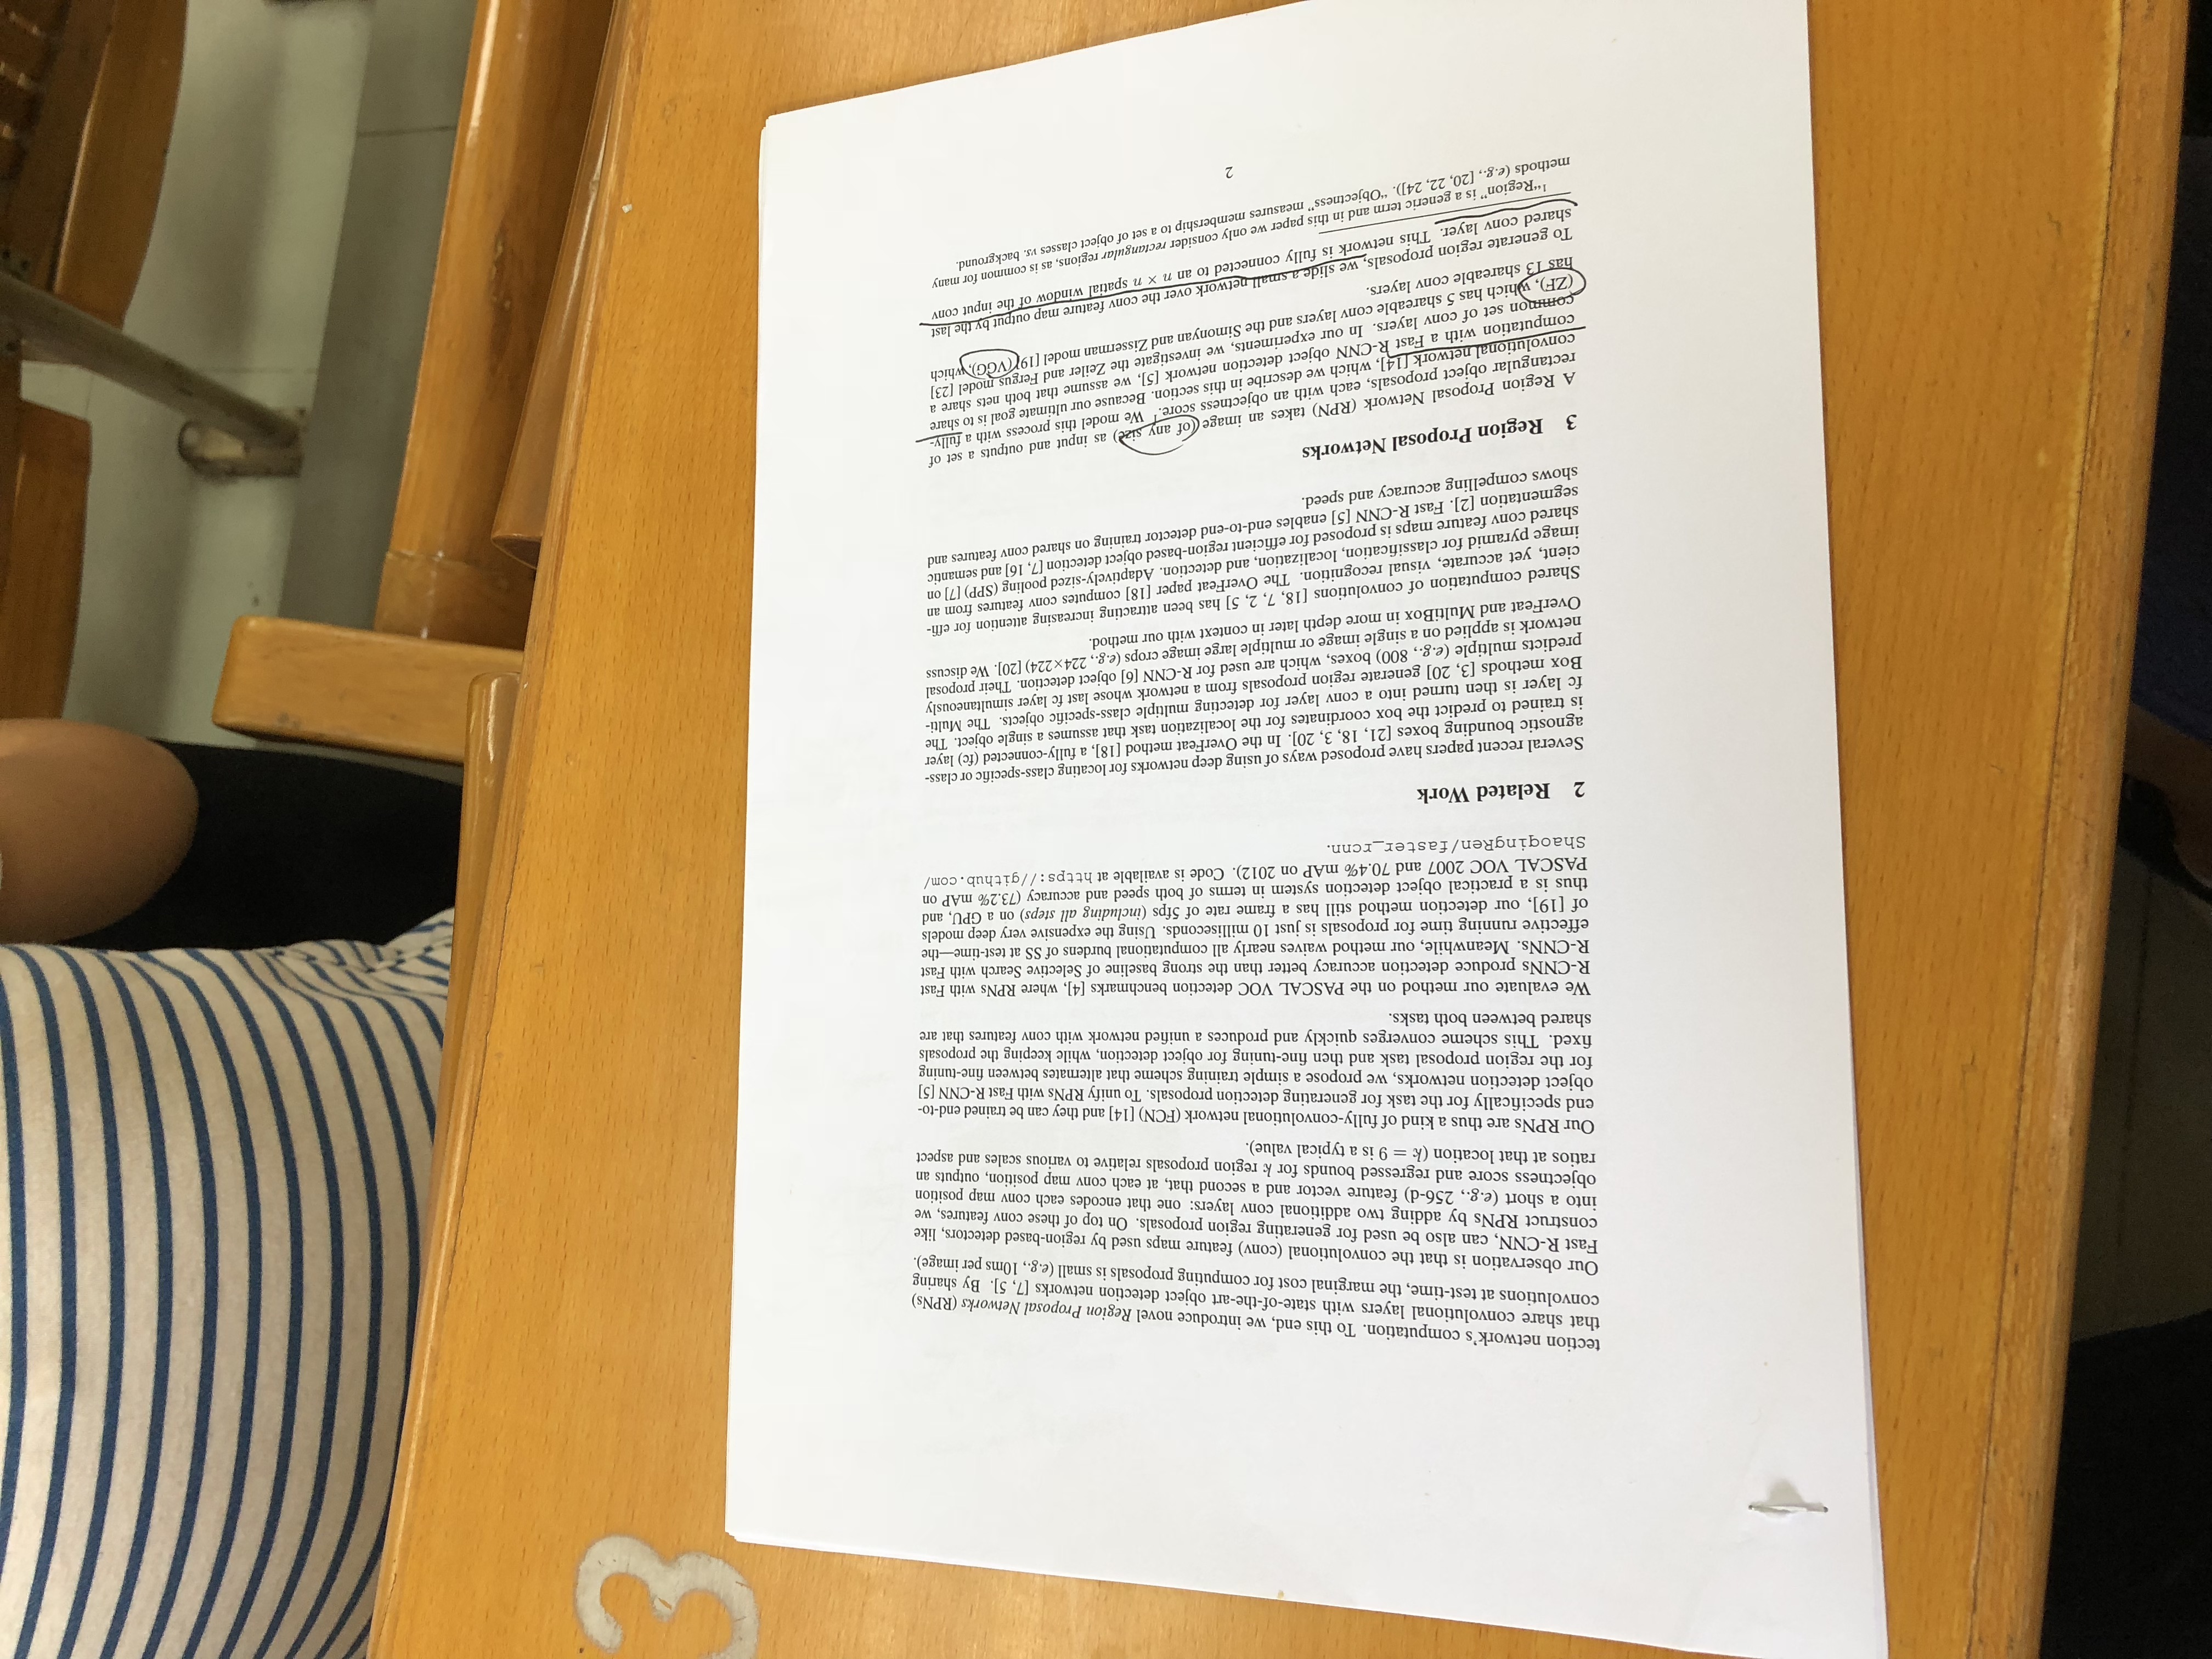 3
tection network's computation. To this end, we introduce novel Region Proposal Networks (RPNs)
that share convolutional layers with state-of-the-art object detection networks [7, 5]. By sharing
convolutions at test-time, the marginal cost for computing proposals is small (e.g., 10ms per image).
Our observation is that the convolutional (conv) feature maps used by region-based detectors, like
Fast R-CNN, can also be used for generating region proposals. On top of these conv features, we
construct RPNs by adding two additional conv layers: one that encodes each conv map position
into a short (e.g., 256-d) feature vector and a second that, at each conv map position, outputs an
objectness score and regressed bounds for k region proposals relative to various scales and aspect
ratios at that location (k = 9 is a typical value).
Our RPNs are thus a kind of fully-convolutional network (FCN) [14] and they can be trained end-to-
end specifically for the task for generating detection proposals. To unify RPNs with Fast R-CNN [5]
object detection networks, we propose a simple training scheme that alternates between fine-tuning
for the region proposal task and then fine-tuning for object detection, while keeping the proposals
fixed. This scheme converges quickly and produces a unified network with conv features that are
shared between both tasks.
We evaluate our method on the PASCAL VOC detection benchmarks [4], where RPNs with Fast
R-CNNs produce detection accuracy better than the strong baseline of Selective Search with Fast
R-CNNs. Meanwhile, our method waives nearly all computational burdens of SS at test-time—the
effective running time for proposals is just 10 milliseconds. Using the expensive very deep models
of [19], our detection method still has a frame rate of 5fps (including all steps) on a GPU, and
thus is a practical object detection system in terms of both speed and accuracy (73.2% mAP on
PASCAL VOC 2007 and 70.4% mAP on 2012). Code is available at https://github.com/
ShaoqingRen/faster_rcnn.
2 Related Work
Several recent papers have proposed ways of using deep networks for locating class-specific or class-
agnostic bounding boxes [21, 18, 3, 20]. In the OverFeat method [18], a fully-connected (fc) layer
is trained to predict the box coordinates for the localization task that assumes a single object. The
fc layer is then turned into a conv layer for detecting multiple class-specific objects. The Multi-
Box methods [3, 20] generate region proposals from a network whose last fc layer simultaneously
predicts multiple (e.g., 800) boxes, which are used for R-CNN [6] object detection. Their proposal
network is applied on a single image or multiple large image crops (e.g., 224×224) [20]. We discuss
OverFeat and MultiBox in more depth later in context with our method.
Shared computation of convolutions [18, 7, 2, 5] has been attracting increasing attention for effi-
cient, yet accurate, visual recognition. The OverFeat paper [18] computes conv features from an
image pyramid for classification, localization, and detection. Adaptively-sized pooling (SPP) [7] on
shared conv feature maps is proposed for efficient region-based object detection [7, 16] and semantic
segmentation [2]. Fast R-CNN [5] enables end-to-end detector training on shared conv features and
shows compelling accuracy and speed.
3 Region Proposal Networks
A Region Proposal Network (RPN) takes an image (of any size) as input and outputs a set of
rectangular object proposals, each with an objectness score.¹ We model this process with a fully-
convolutional network [14], which we describe in this section. Because our ultimate goal is to share
computation with a Fast R-CNN object detection network [5], we assume that both nets share a
common set of conv layers. In our experiments, we investigate the Zeiler and Fergus model [23]
(ZF), which has 5 shareable conv layers and the Simonyan and Zisserman model [19] (VGG), which
has 13 shareable conv layers.
To generate region proposals, we slide a small network over the conv feature map output by the last
shared conv layer. This network is fully connected to an n × n spatial window of the input conv
¹"Region" is a generic term and in this paper we only consider rectangular regions, as is common for many
methods (e.g., [20, 22, 24]). "Objectness" measures membership to a set of object classes vs. background.
2